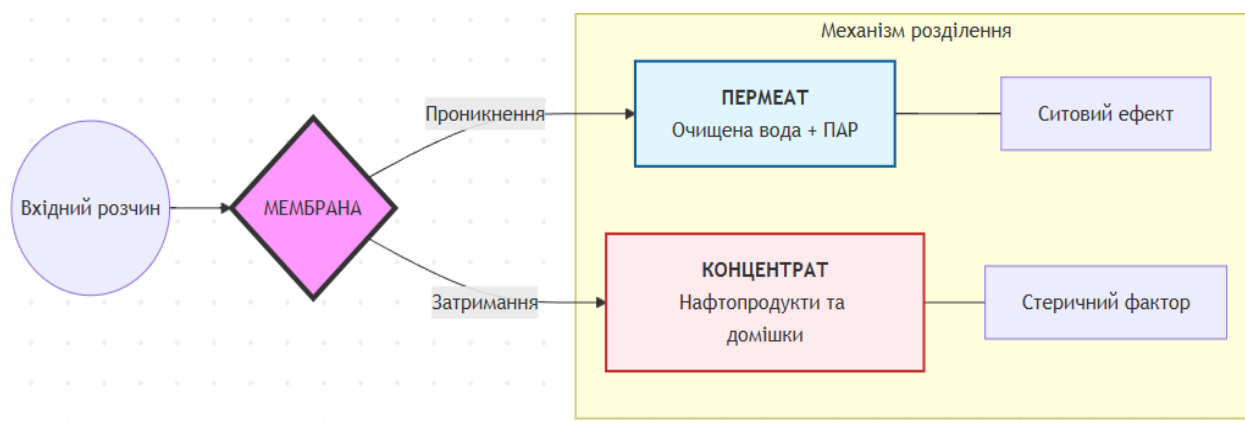 Механізм розділення
Вхідний розчин
МЕМБРАНА
Проникнення
ПЕРМЕАТ
Очищена вода + ПАР
Ситовий ефект
Затримання
КОНЦЕНТРАТ
Нафтопродукти та
домішки
Стеричний фактор